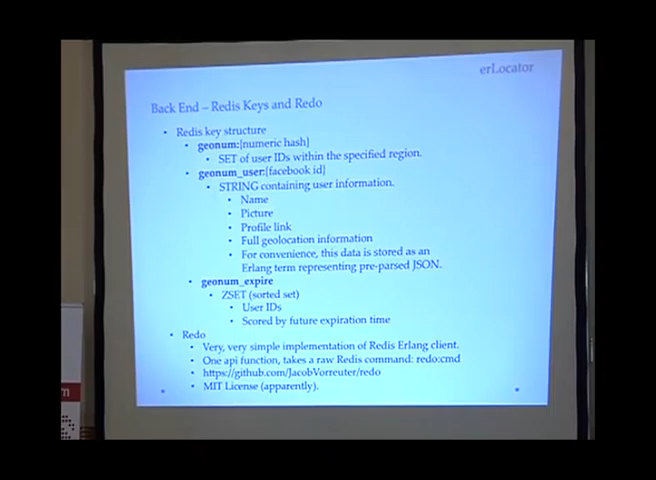 erLocator
Back End – Redis Keys and Redo
• Redis key structure
• geonum:[numeric hash]
• SET of user IDs within the specified region.
• geonum_user:[facebook id]
• STRING containing user information.
• Name
• Picture
• Profile link
• Full geolocation information
• For convenience, this data is stored as an
Erlang term representing pre-parsed JSON.
• geonum_expire
• ZSET (sorted set)
• User IDs
• Scored by future expiration time
• Redo
• Very, very simple implementation of Redis Erlang client.
• One api function, takes a raw Redis command: redo:cmd
• https://github.com/JacobVorreuter/redo
• MIT License (apparently).